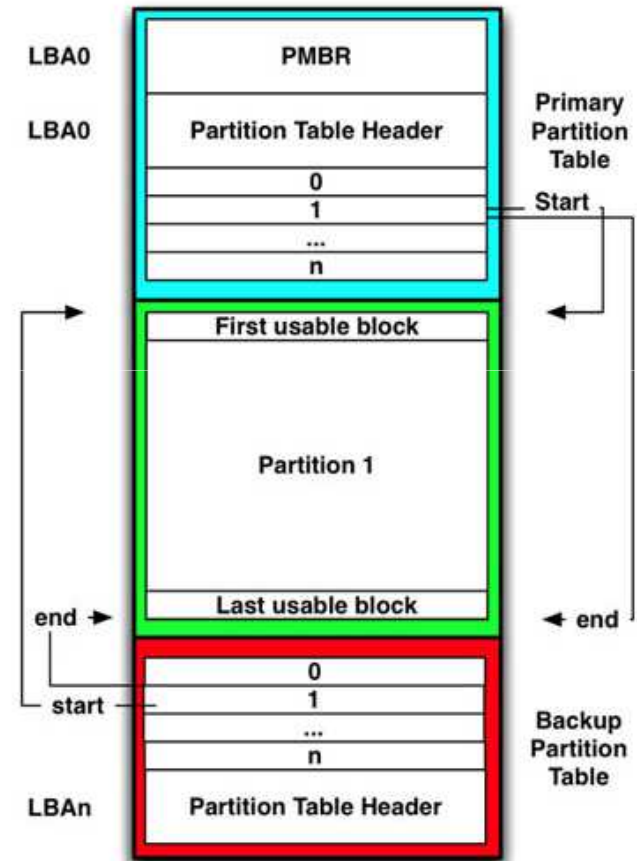 LBA0
PMBR
LBA0
Partition Table Header
Primary
Partition
Table
0
1
Start
...
n
First usable block
Partition 1
Last usable block
end
end
0
start
1
...
n
Backup
Partition
Table
LBAn
Partition Table Header